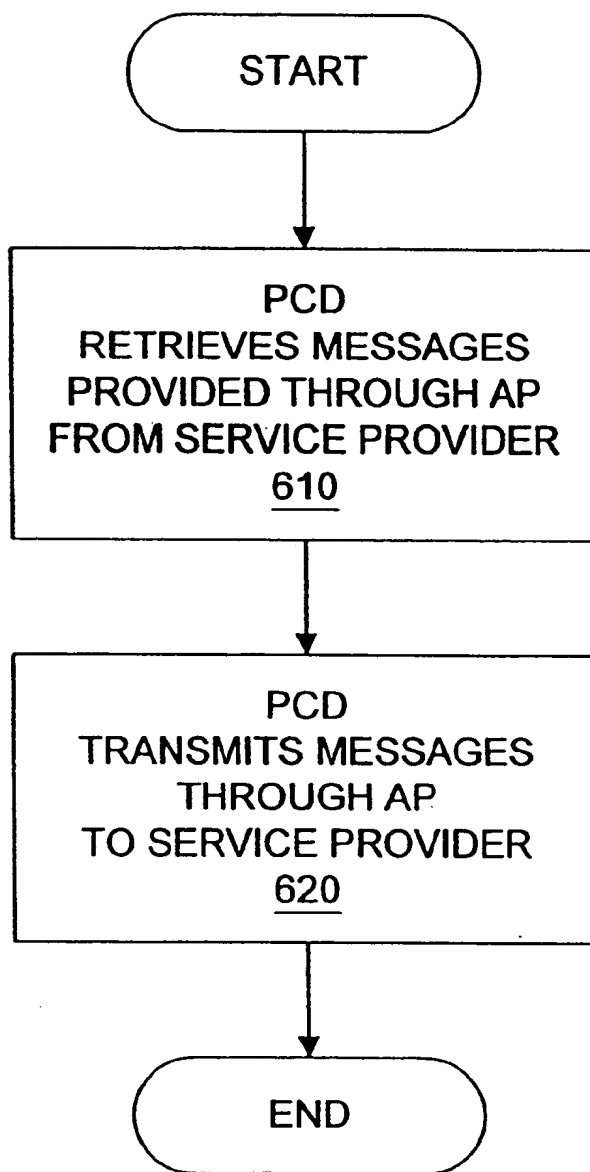 START
PCD
RETRIEVES MESSAGES
PROVIDED THROUGH AP
FROM SERVICE PROVIDER
610
PCD
TRANSMITS MESSAGES
THROUGH AP
TO SERVICE PROVIDER
620
END